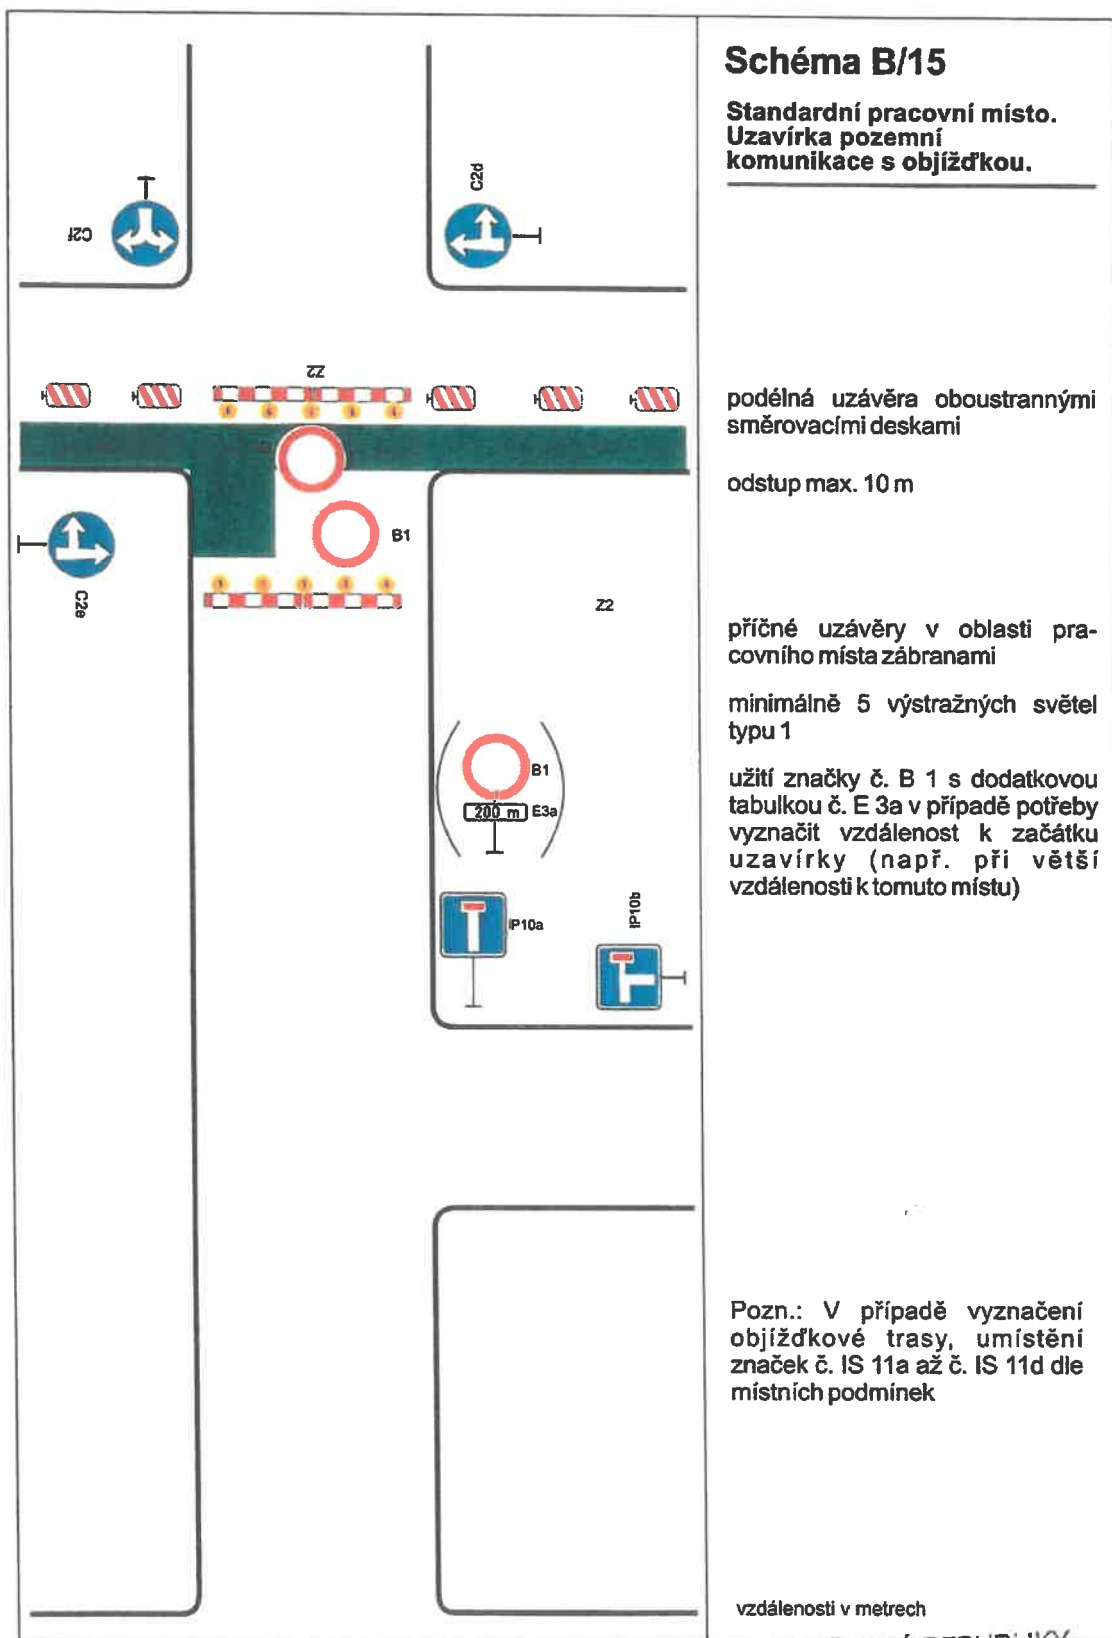 Schéma B/15
Standardní pracovní místo.
Uzavírka pozemní
komunikace s objížďkou.
C2f
C2d
Z2
podélná uzávěra oboustrannými
směrovacími deskami
odstup max. 10 m
B1
C2e
Z2
příčné uzávěry v oblasti pra-
covního místa zábranami
minimálně 5 výstražných světel
typu 1
B1
200 m E3a
užití značky č. B 1 s dodatkovou
tabulkou č. E 3a v případě potřeby
vyznačit vzdálenost k začátku
uzavírky (např. při větší
vzdálenosti k tomuto místu)
IP10a
IP10b
Pozn.: V případě vyznačení
objížďkové trasy, umístění
značek č. IS 11a až č. IS 11d dle
místních podmínek
vzdálenosti v metrech